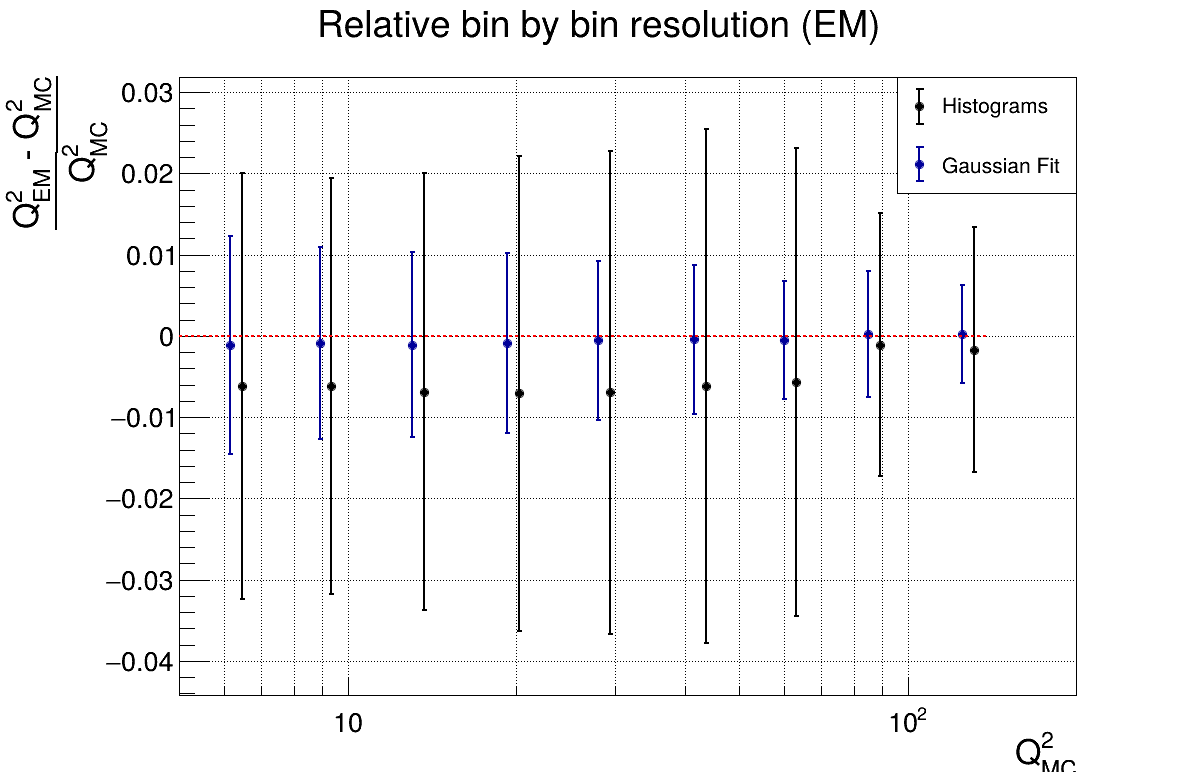 Relative bin by bin resolution (EM)
Q²EM - Q²MC
Q²MC
0.03
0.02
0.01
0
−0.01
−0.02
−0.03
−0.04
Histograms
Gaussian Fit
10
10²
Q²MC